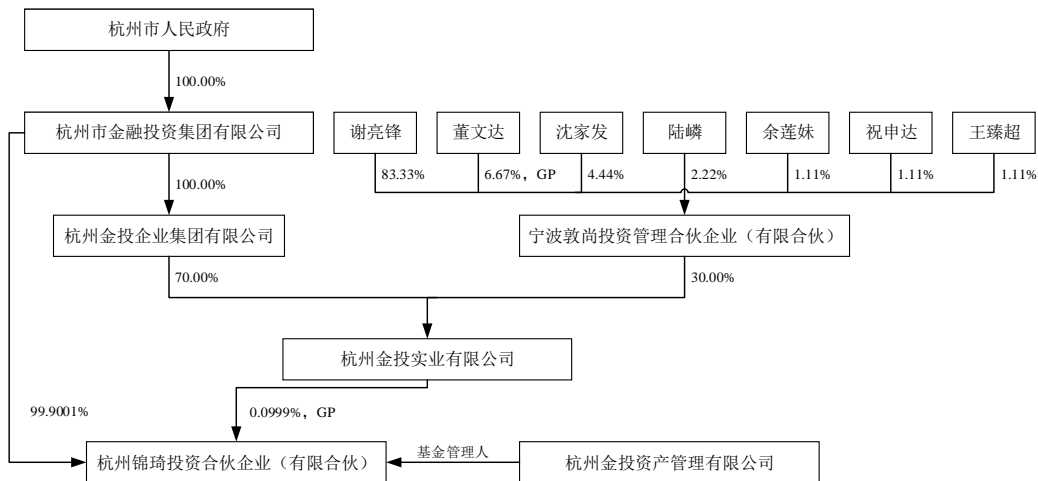 杭州市人民政府
100.00%
杭州市金融投资集团有限公司
谢亮锋
董文达
沈家发
陆嶙
余莲妹
祝申达
王臻超
100.00%
83.33%
6.67%，GP
4.44%
2.22%
1.11%
1.11%
1.11%
杭州金投企业集团有限公司
宁波敦尚投资管理合伙企业（有限合伙）
70.00%
30.00%
杭州金投实业有限公司
99.9001%
0.0999%，GP
杭州锦琦投资合伙企业（有限合伙）
基金管理人
杭州金投资产管理有限公司